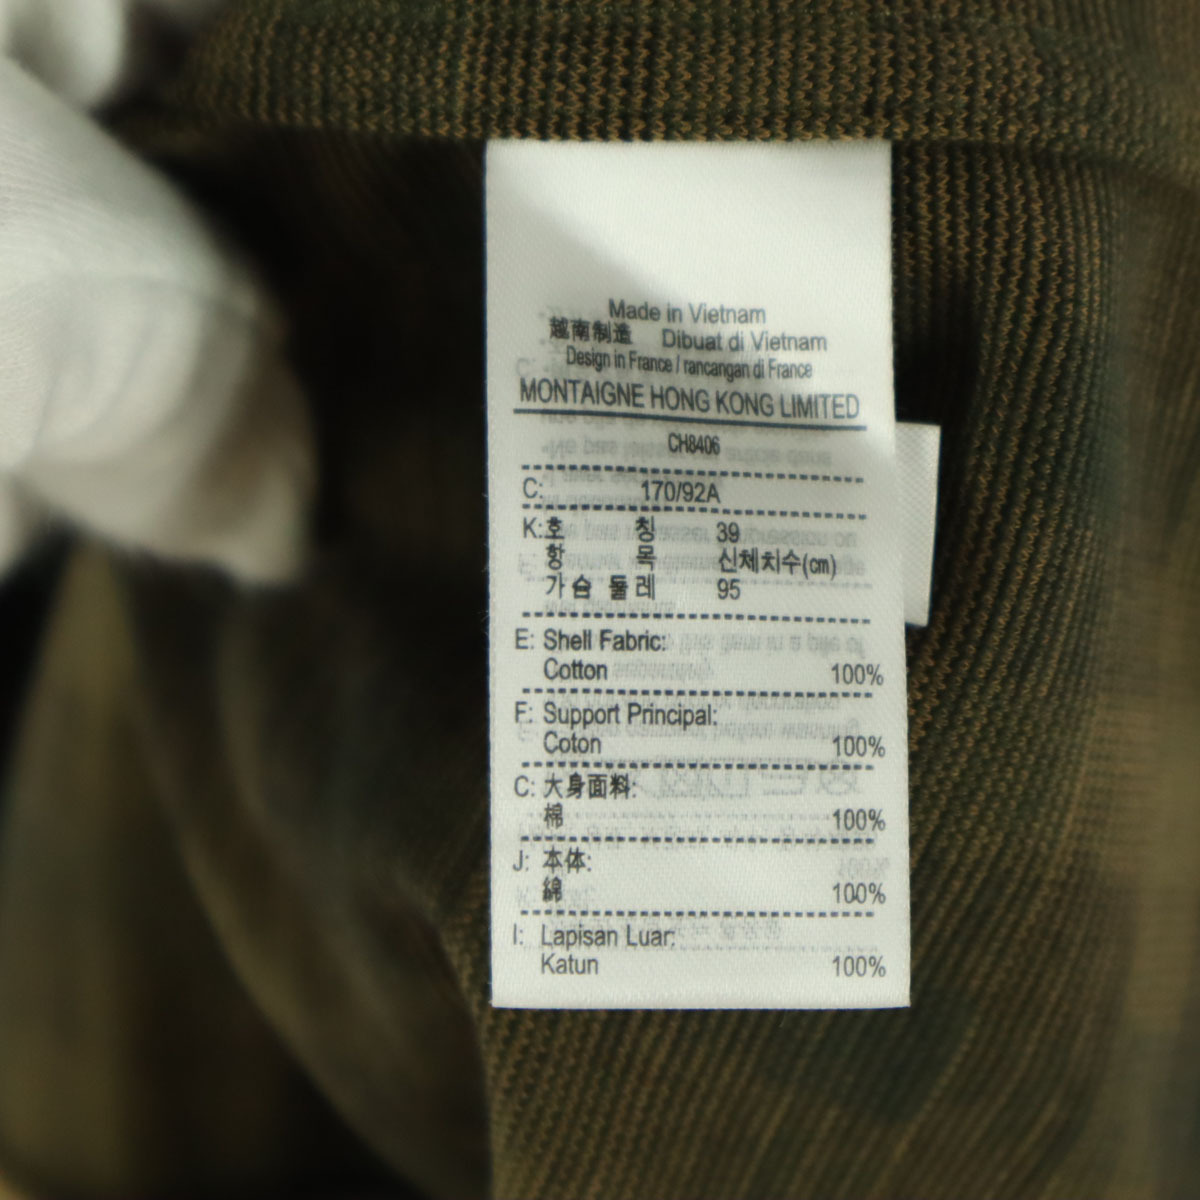 Made in Vietnam
越南制造 Dibuat di Vietnam
Design in France / rancangan di France
MONTAIGNE HONG KONG LIMITED
CH8406
C: 170/92A
K: 호 칭 39
항 목 신체치수(cm)
가슴 둘레 95
E: Shell Fabric:
Cotton 100%
F: Support Principal:
Coton 100%
C: 大身面料:
棉 100%
J: 本体:
綿 100%
I: Lapisan Luar:
Katun 100%